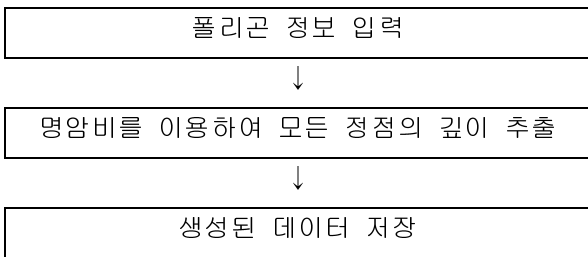 폴리곤 정보 입력
↓
명암비를 이용하여 모든 정점의 깊이 추출
↓
생성된 데이터 저장